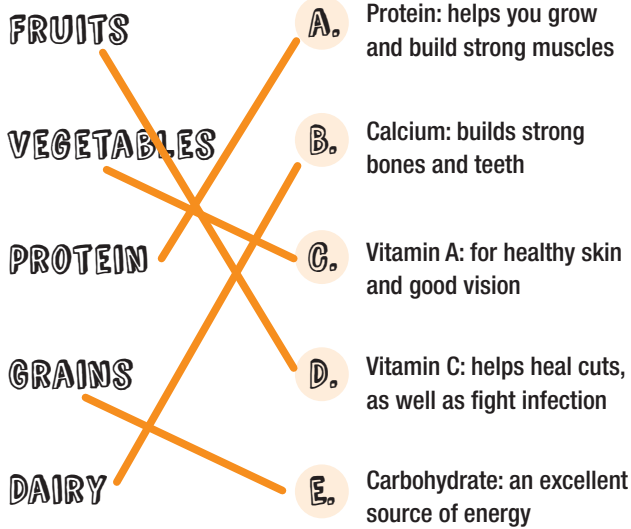 FRUITS
A.
Protein: helps you grow
and build strong muscles
VEGETABLES
B.
Calcium: builds strong
bones and teeth
PROTEIN
C.
Vitamin A: for healthy skin
and good vision
GRAINS
D.
Vitamin C: helps heal cuts,
as well as fight infection
DAIRY
E.
Carbohydrate: an excellent
source of energy